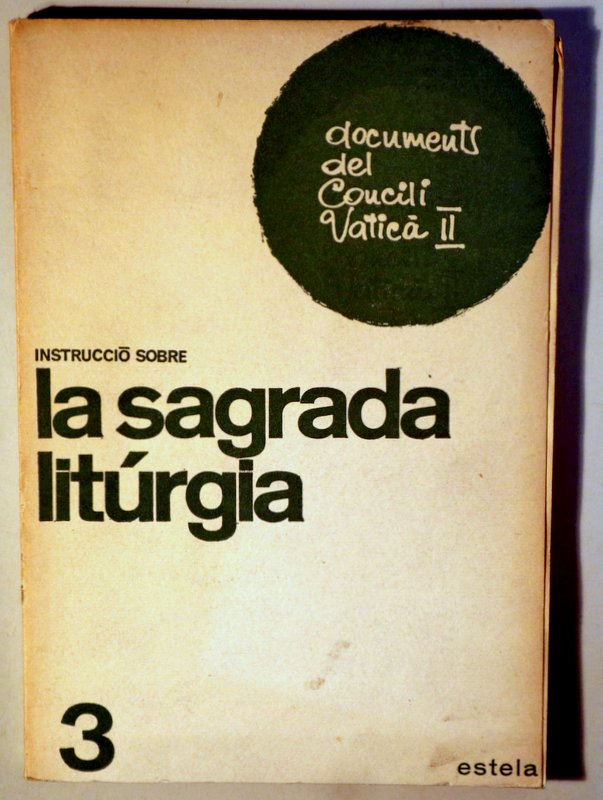 documents
del
Concili
Vaticà II
INSTRUCCIÓ SOBRE
la sagrada
litúrgia
3
estela